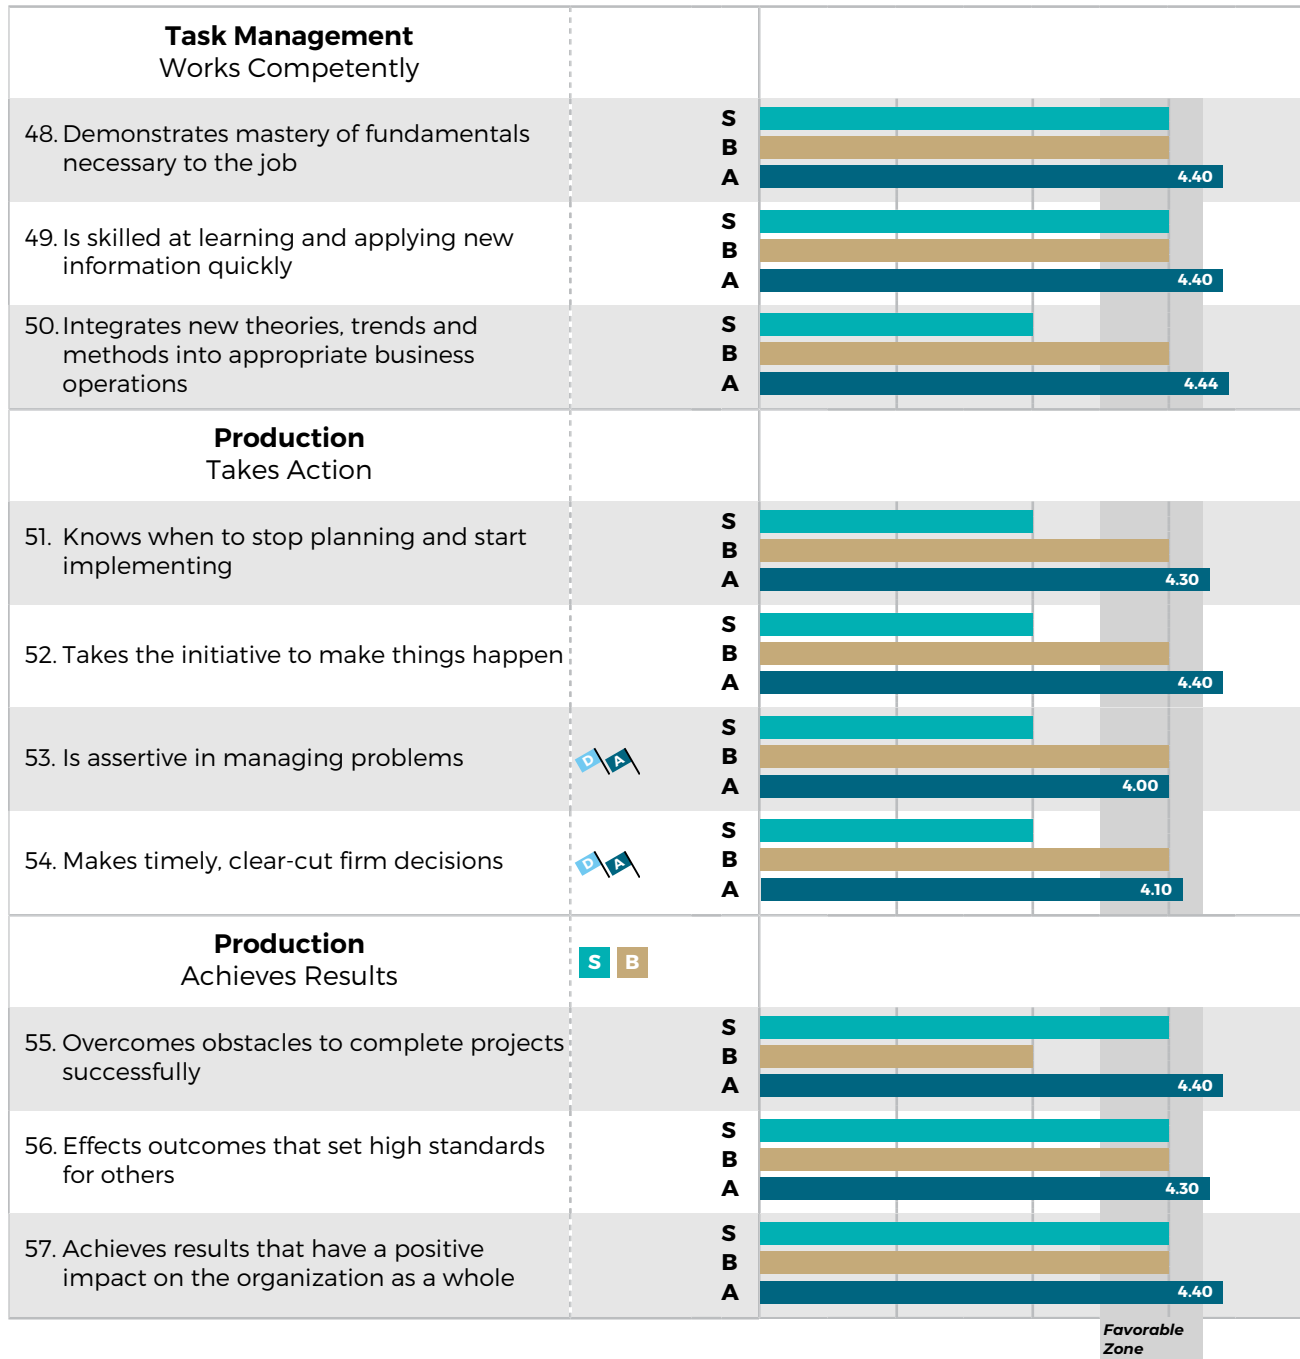 Task Management
Works Competently
48. Demonstrates mastery of fundamentals
necessary to the job
S
B
A
4.40
49. Is skilled at learning and applying new
information quickly
S
B
A
4.40
50. Integrates new theories, trends and
methods into appropriate business
operations
S
B
A
4.44
Production
Takes Action
51. Knows when to stop planning and start
implementing
S
B
A
4.30
52. Takes the initiative to make things happen
S
B
A
4.40
53. Is assertive in managing problems
D A
S
B
A
4.00
54. Makes timely, clear-cut firm decisions
D A
S
B
A
4.10
Production
Achieves Results
S B
55. Overcomes obstacles to complete projects
successfully
S
B
A
4.40
56. Effects outcomes that set high standards
for others
S
B
A
4.30
57. Achieves results that have a positive
impact on the organization as a whole
S
B
A
4.40
Favorable
Zone